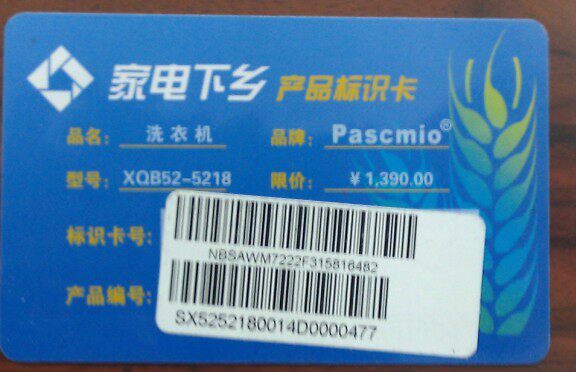 家电下乡 产品标识卡
品名： 洗衣机 品牌： Pascmio®
型号： XQB52-5218 限价： ￥1,390.00
标识卡号：
NBSAWM7222F315816482
产品编号：
SX5252180014D0000477